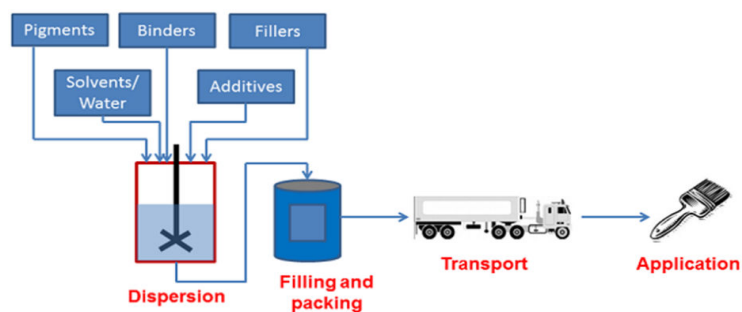 Pigments
Binders
Fillers
Solvents/
Water
Additives
Dispersion
Filling and
packing
Transport
Application